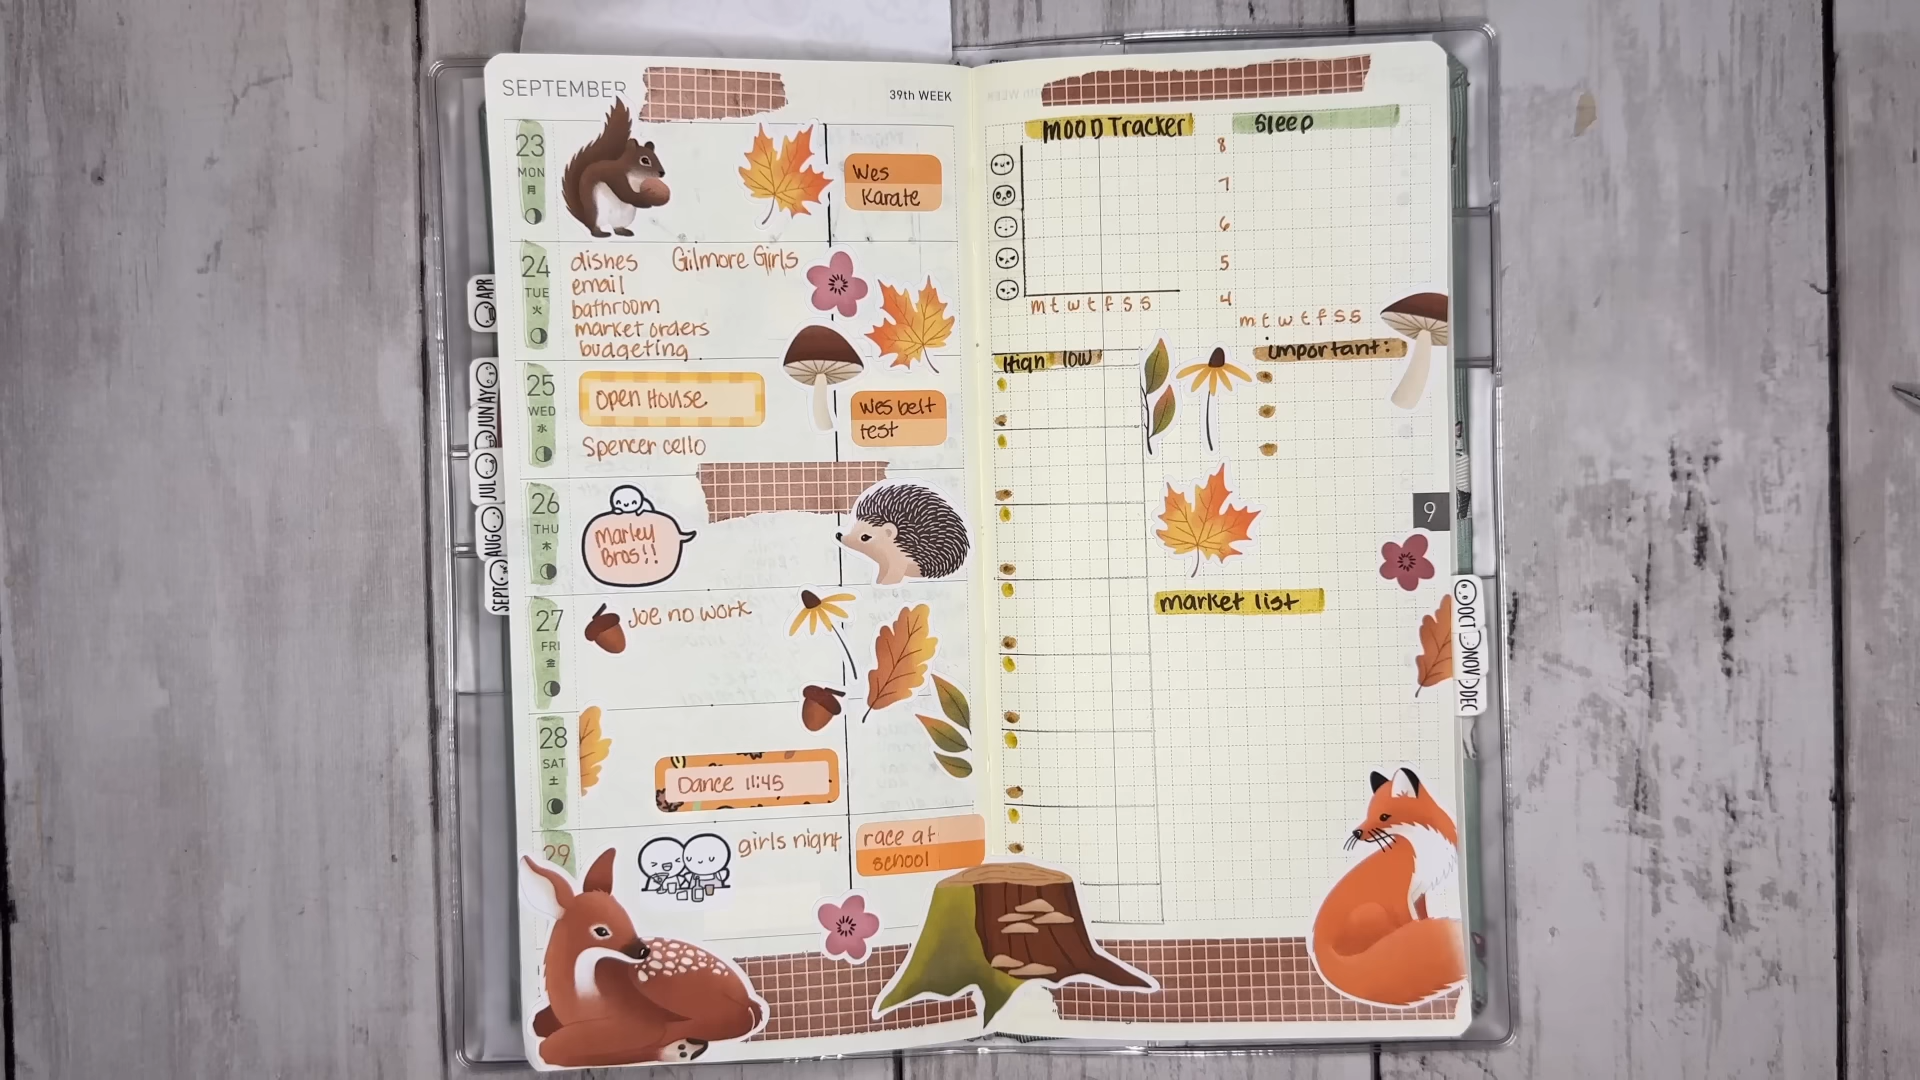 SEPTEMBER
39th WEEK
23
MON
月
Wes
Karate
24
TUE
火
dishes
Gilmore Girls
email
bathroom
market orders
budgeting
25
WED
水
Open House
Spencer cello
Wes belt
test
26
THU
木
Marley
Bros!!
27
FRI
金
Joe no work
28
SAT
土
Dance 11:45
29
girls night
race at
school
MOOD Tracker
Sleep
8
7
6
5
4
m t w t f s s
m t w t f s s
High low
important:
market list
9
APR
MAY
JUN
JUL
AUG
SEPT
OCT
NOV
DEC